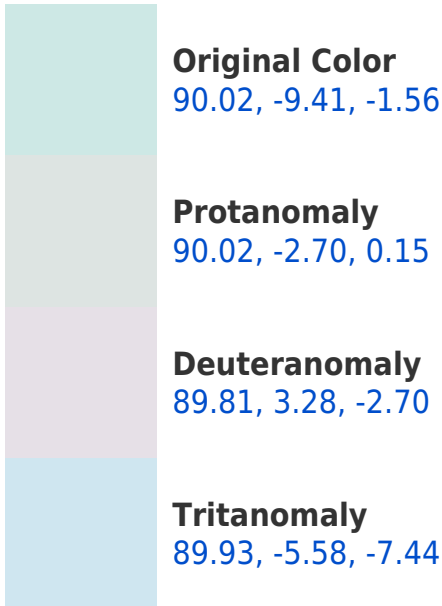 Original Color
90.02, -9.41, -1.56
Protanomaly
90.02, -2.70, 0.15
Deuteranomaly
89.81, 3.28, -2.70
Tritanomaly
89.93, -5.58, -7.44